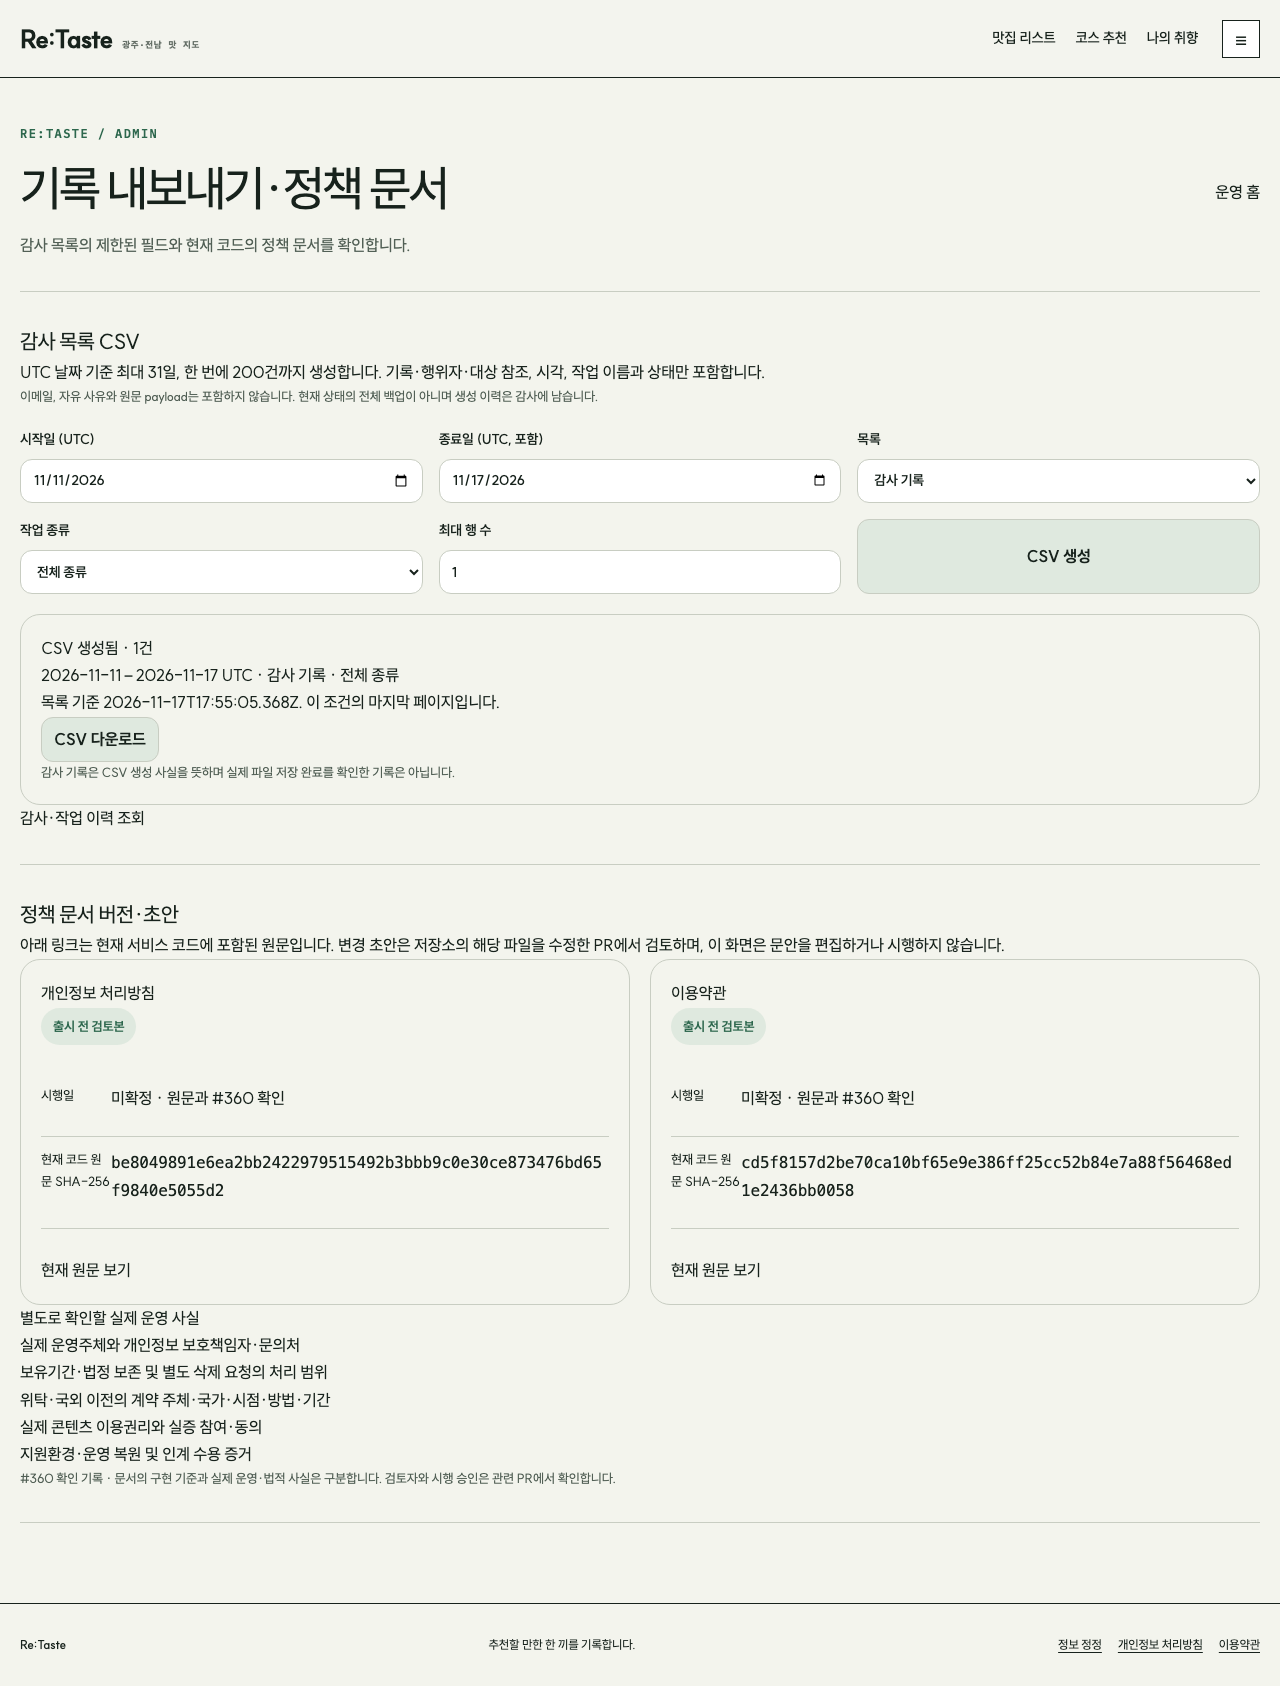 Re:Taste 광주·전남 맛 지도
맛집 리스트 코스 추천 나의 취향
RE:TASTE / ADMIN
기록 내보내기·정책 문서
운영 홈
감사 목록의 제한된 필드와 현재 코드의 정책 문서를 확인합니다.
감사 목록 CSV
UTC 날짜 기준 최대 31일, 한 번에 200건까지 생성합니다. 기록·행위자·대상 참조, 시각, 작업 이름과 상태만 포함합니다.
이메일, 자유 사유와 원문 payload는 포함하지 않습니다. 현재 상태의 전체 백업이 아니며 생성 이력은 감사에 남습니다.
시작일 (UTC) 종료일 (UTC, 포함) 목록
11/11/2026 11/17/2026 감사 기록
작업 종류 최대 행 수
전체 종류 1 CSV 생성
CSV 생성됨 · 1건
2026-11-11 – 2026-11-17 UTC · 감사 기록 · 전체 종류
목록 기준 2026-11-17T17:55:05.368Z. 이 조건의 마지막 페이지입니다.
CSV 다운로드
감사 기록은 CSV 생성 사실을 뜻하며 실제 파일 저장 완료를 확인한 기록은 아닙니다.
감사·작업 이력 조회
정책 문서 버전·초안
아래 링크는 현재 서비스 코드에 포함된 원문입니다. 변경 초안은 저장소의 해당 파일을 수정한 PR에서 검토하며, 이 화면은 문안을 편집하거나 시행하지 않습니다.
개인정보 처리방침
출시 전 검토본
시행일 미확정 · 원문과 #360 확인
현재 코드 원문 SHA-256 be8049891e6ea2bb2422979515492b3bbb9c0e30ce873476bd65
f9840e5055d2
현재 원문 보기
이용약관
출시 전 검토본
시행일 미확정 · 원문과 #360 확인
현재 코드 원문 SHA-256 cd5f8157d2be70ca10bf65e9e386ff25cc52b84e7a88f56468ed
1e2436bb0058
현재 원문 보기
별도로 확인할 실제 운영 사실
실제 운영주체와 개인정보 보호책임자·문의처
보유기간·법정 보존 및 별도 삭제 요청의 처리 범위
위탁·국외 이전의 계약 주체·국가·시점·방법·기간
실제 콘텐츠 이용권리와 실증 참여·동의
지원환경·운영 복원 및 인계 수용 증거
#360 확인 기록 · 문서의 구현 기준과 실제 운영·법적 사실은 구분합니다. 검토자와 시행 승인은 관련 PR에서 확인합니다.
Re:Taste 추천할 만한 한 끼를 기록합니다. 정보 정정 개인정보 처리방침 이용약관